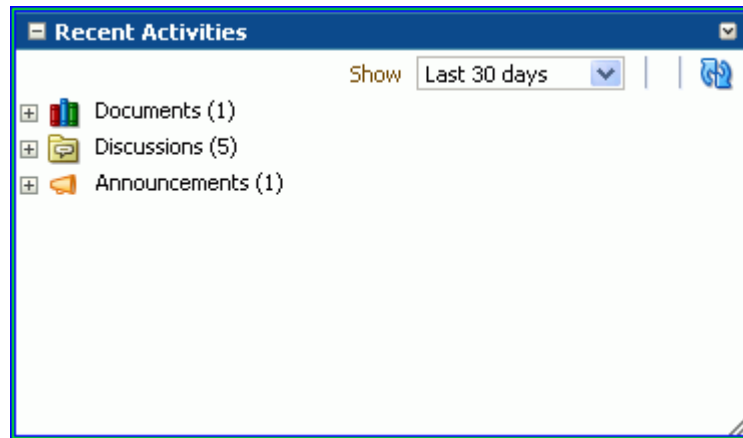 Recent Activities
Show Last 30 days
Documents (1)
Discussions (5)
Announcements (1)